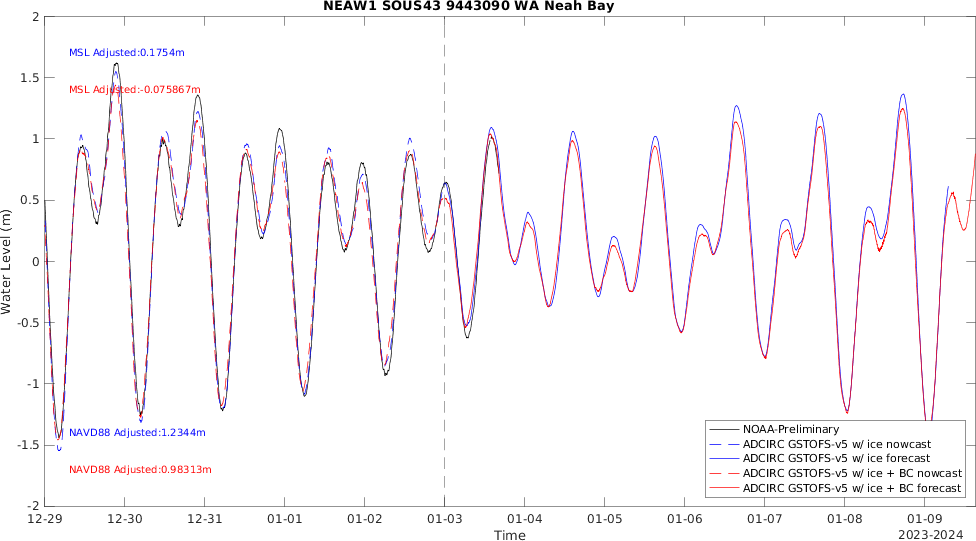 NEAW1 SOUS43 9443090 WA Neah Bay
2
1.5
1
0.5
0
-0.5
-1
-1.5
-2
Water Level (m)
MSL Adjusted:0.1754m
MSL Adjusted:-0.075867m
NAVD88 Adjusted:1.2344m
NAVD88 Adjusted:0.98313m
NOAA-Preliminary
ADCIRC GSTOFS-v5 w/ ice nowcast
ADCIRC GSTOFS-v5 w/ ice forecast
ADCIRC GSTOFS-v5 w/ ice + BC nowcast
ADCIRC GSTOFS-v5 w/ ice + BC forecast
12-29 12-30 12-31 01-01 01-02 01-03 01-04 01-05 01-06 01-07 01-08 01-09
Time
2023-2024